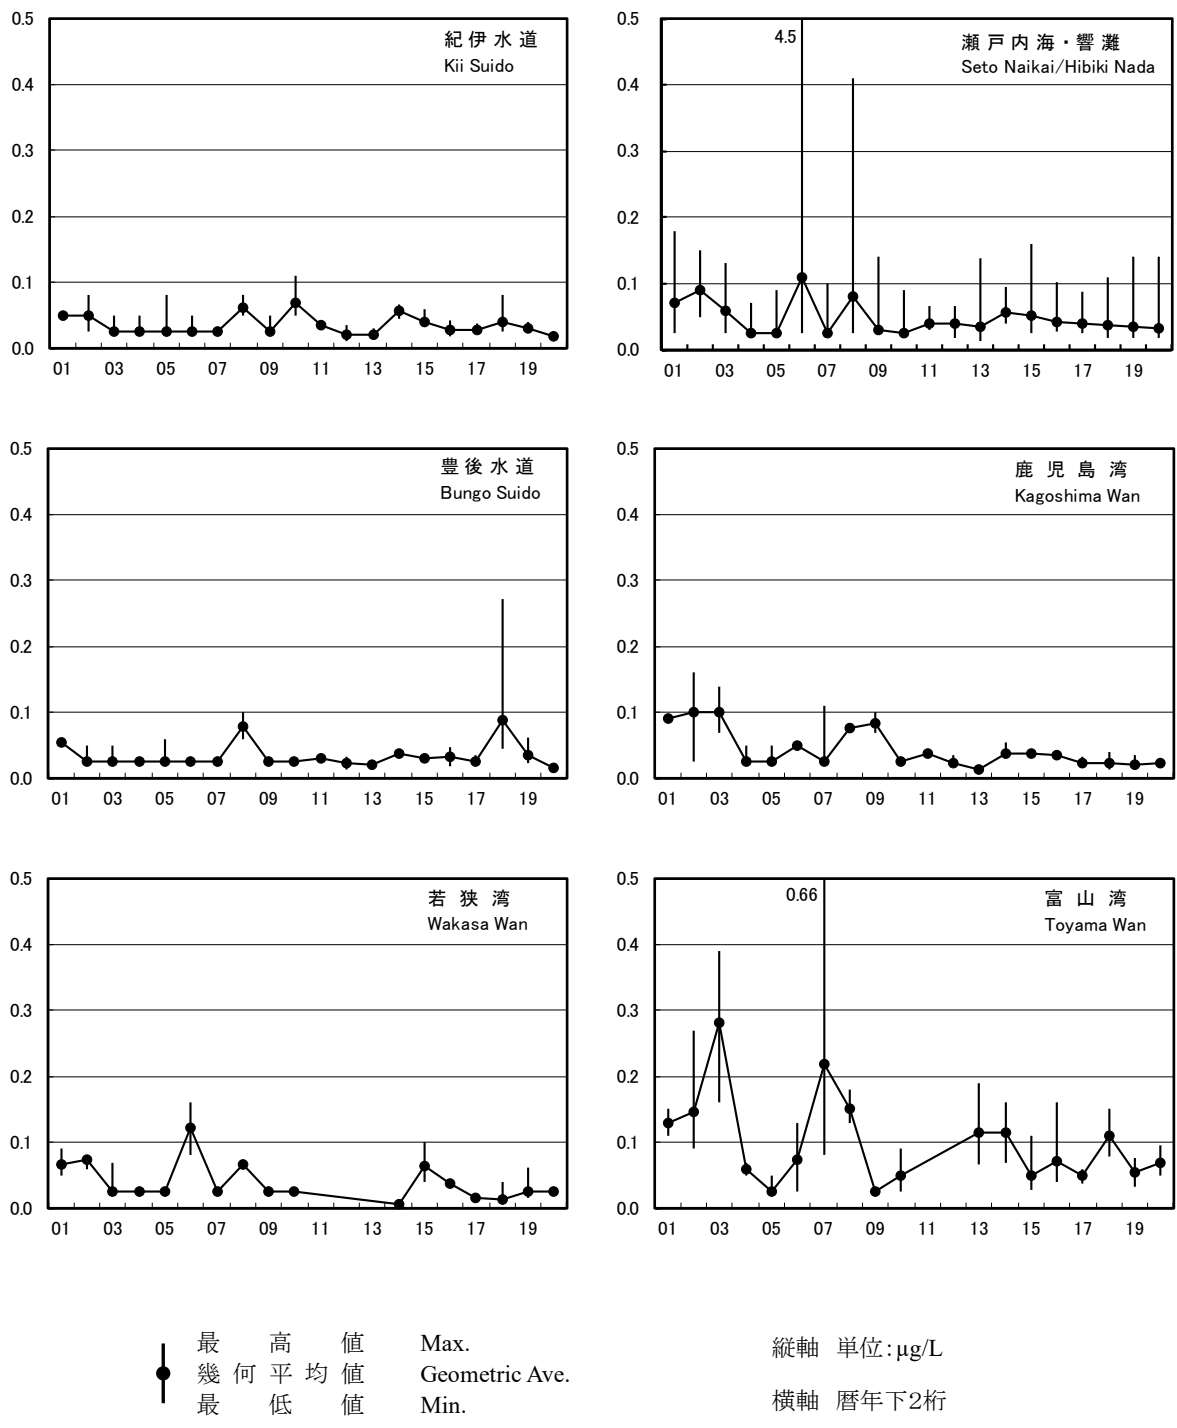 0.5
0.4
0.3
0.2
0.1
0.0
紀伊水道
Kii Suido
01 03 05 07 09 11 13 15 17 19
0.5
0.4
0.3
0.2
0.1
0.0
4.5
瀬戸内海・響灘
Seto Naikai/Hibiki Nada
01 03 05 07 09 11 13 15 17 19
0.5
0.4
0.3
0.2
0.1
0.0
豊後水道
Bungo Suido
01 03 05 07 09 11 13 15 17 19
0.5
0.4
0.3
0.2
0.1
0.0
鹿児島湾
Kagoshima Wan
01 03 05 07 09 11 13 15 17 19
0.5
0.4
0.3
0.2
0.1
0.0
若狭湾
Wakasa Wan
01 03 05 07 09 11 13 15 17 19
0.5
0.4
0.3
0.2
0.1
0.0
0.66
富山湾
Toyama Wan
01 03 05 07 09 11 13 15 17 19
最高値 Max.
幾何平均値 Geometric Ave.
最低値 Min.
縦軸 単位:µg/L
横軸 暦年下2桁